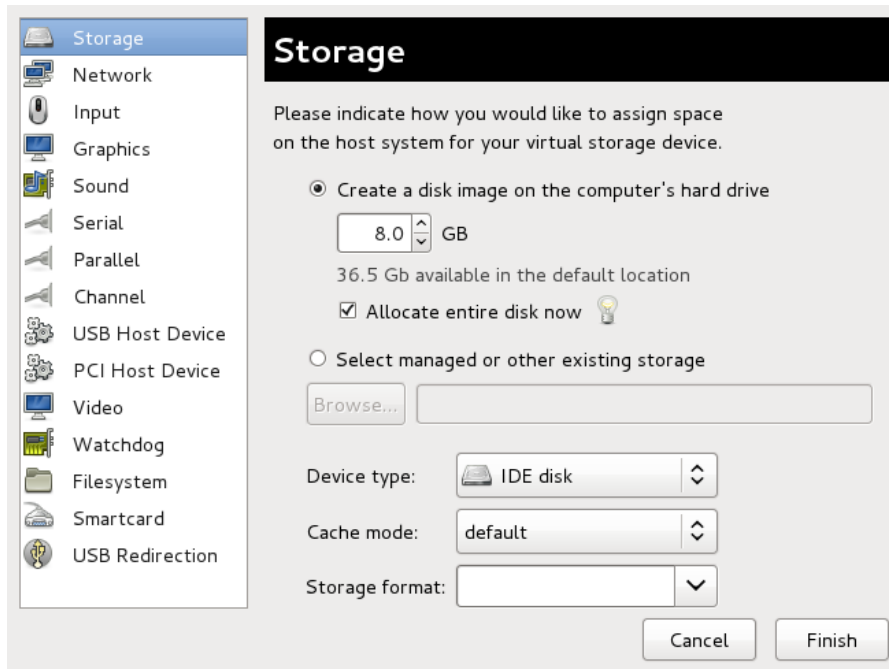 Storage
Network
Input
Graphics
Sound
Serial
Parallel
Channel
USB Host Device
PCI Host Device
Video
Watchdog
Filesystem
Smartcard
USB Redirection
Storage
Please indicate how you would like to assign space
on the host system for your virtual storage device.
Create a disk image on the computer's hard drive
8.0 GB
36.5 Gb available in the default location
Allocate entire disk now
Select managed or other existing storage
Browse...
Device type: IDE disk
Cache mode: default
Storage format:
Cancel Finish